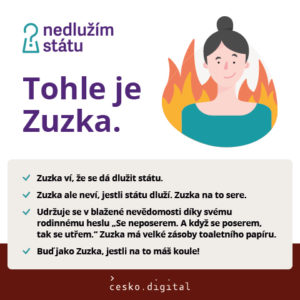 nedlužím
státu
Tohle je
Zuzka.
Zuzka ví, že se dá dlužit státu.
Zuzka ale neví, jestli státu dluží. Zuzka na to sere.
Udržuje se v blažené nevědomosti díky svému
rodinnému heslu „Se neposerem. A když se poserem,
tak se utřem.“ Zuzka má velké zásoby toaletního papíru.
Buď jako Zuzka, jestli na to máš koule!
česko.digital